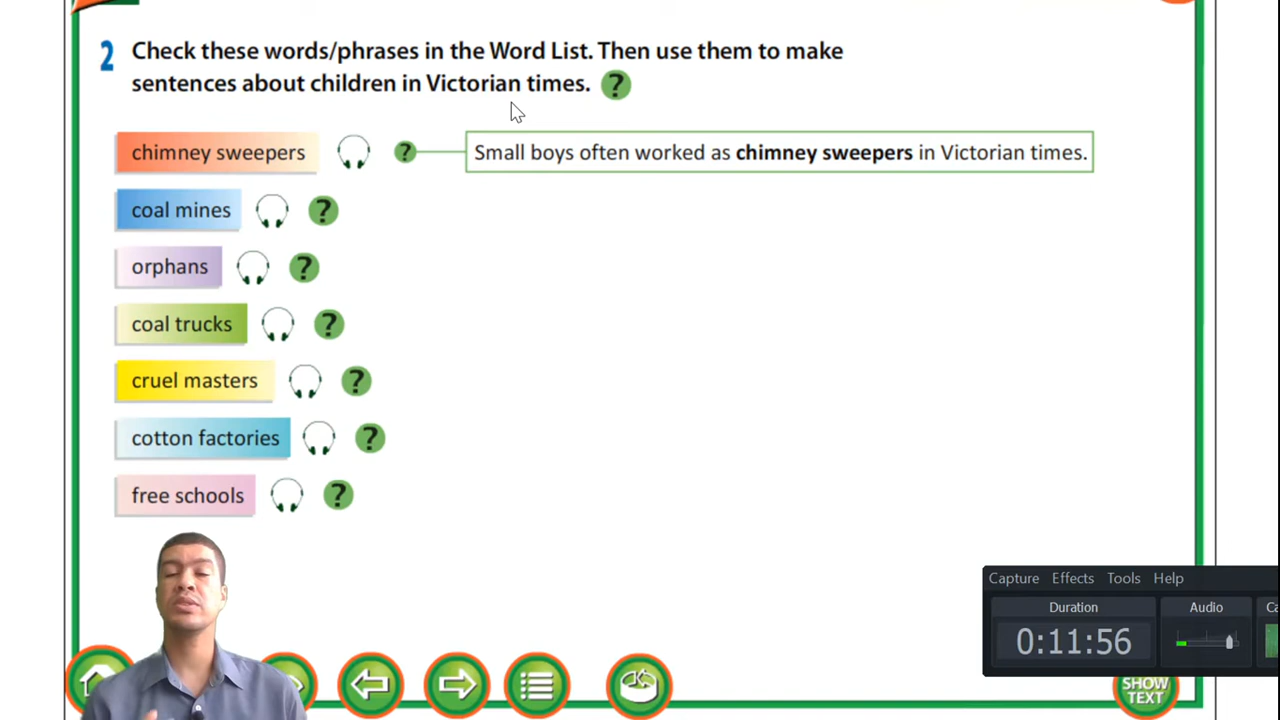 2 Check these words/phrases in the Word List. Then use them to make
sentences about children in Victorian times. ?
chimney sweepers ? Small boys often worked as chimney sweepers in Victorian times.
coal mines ?
orphans ?
coal trucks ?
cruel masters ?
cotton factories ?
free schools ?
Capture Effects Tools Help
Duration Audio
0:11:56
SHOW
TEXT